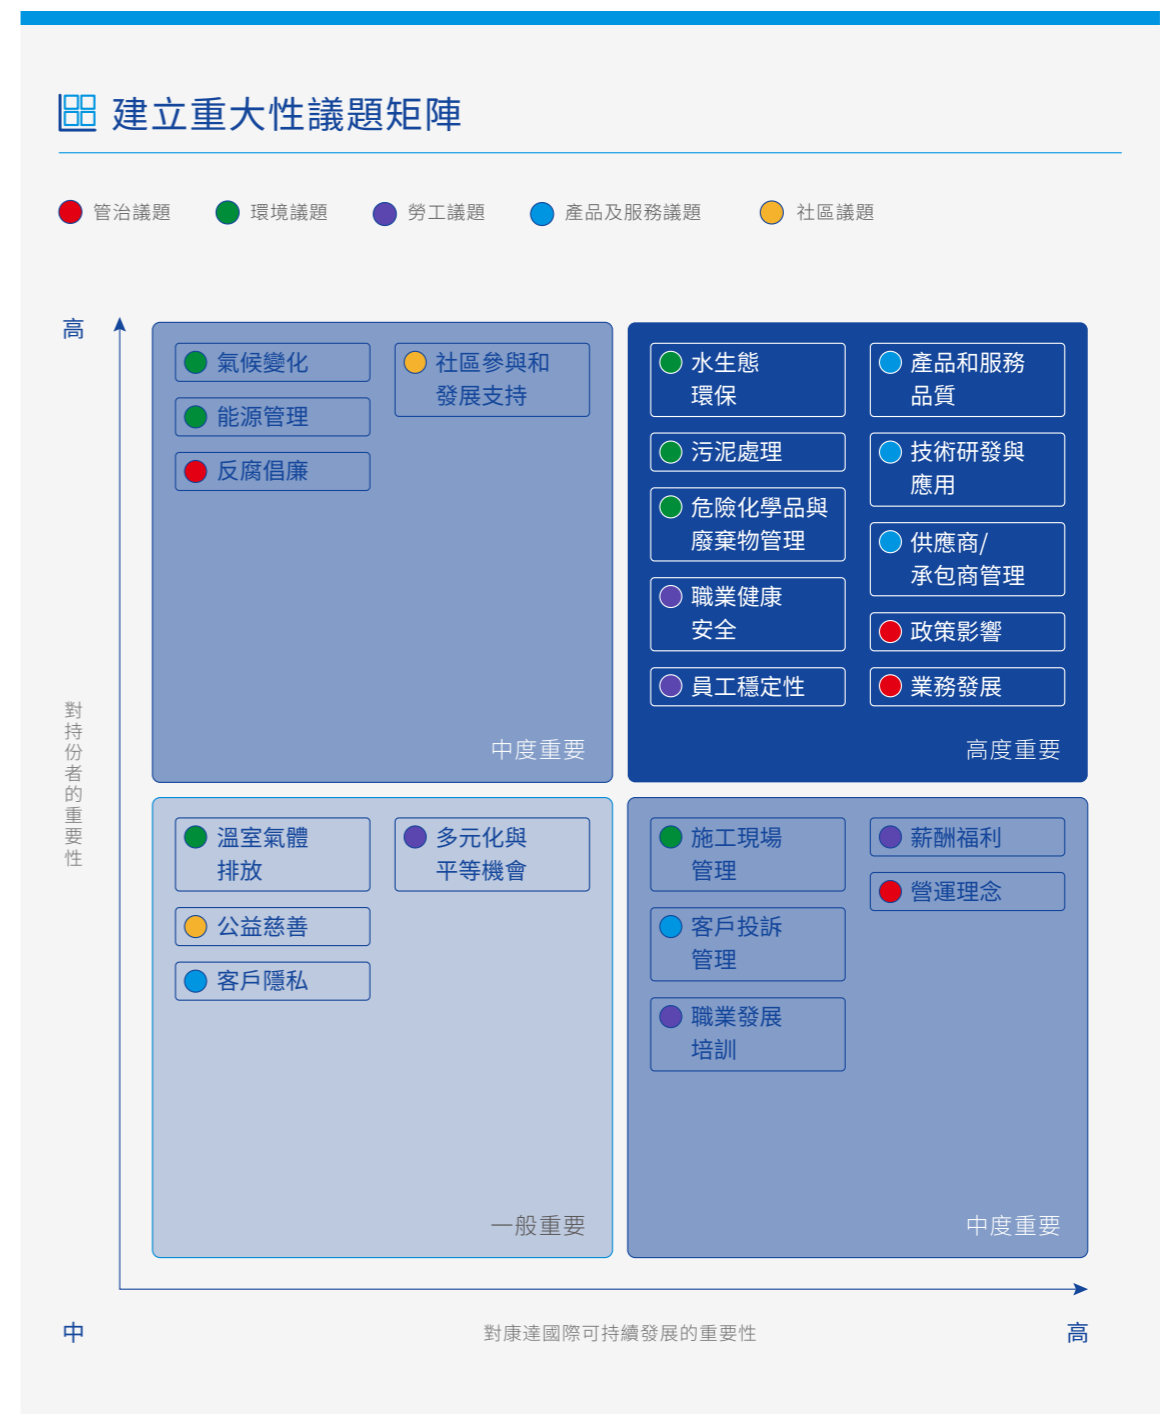 建立重大性議題矩陣
管治議題
環境議題
勞工議題
產品及服務議題
社區議題
高
對持份者的重要性
氣候變化
能源管理
反腐倡廉
社區參與和
發展支持
中度重要
水生態
環保
污泥處理
危險化學品與
廢棄物管理
職業健康
安全
員工穩定性
產品和服務
品質
技術研發與
應用
供應商/
承包商管理
政策影響
業務發展
高度重要
溫室氣體
排放
公益慈善
客戶隱私
多元化與
平等機會
一般重要
施工現場
管理
客戶投訴
管理
職業發展
培訓
薪酬福利
營運理念
中度重要
中
對康達國際可持續發展的重要性
高